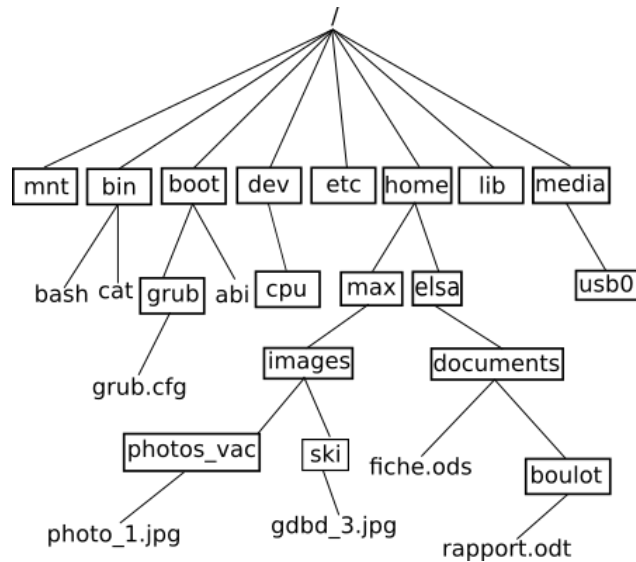 /
mnt bin boot dev etc home lib media
bash cat grub abi cpu max elsa usb0
grub.cfg images documents
photos_vac ski fiche.ods boulot
photo_1.jpg gdbd_3.jpg rapport.odt